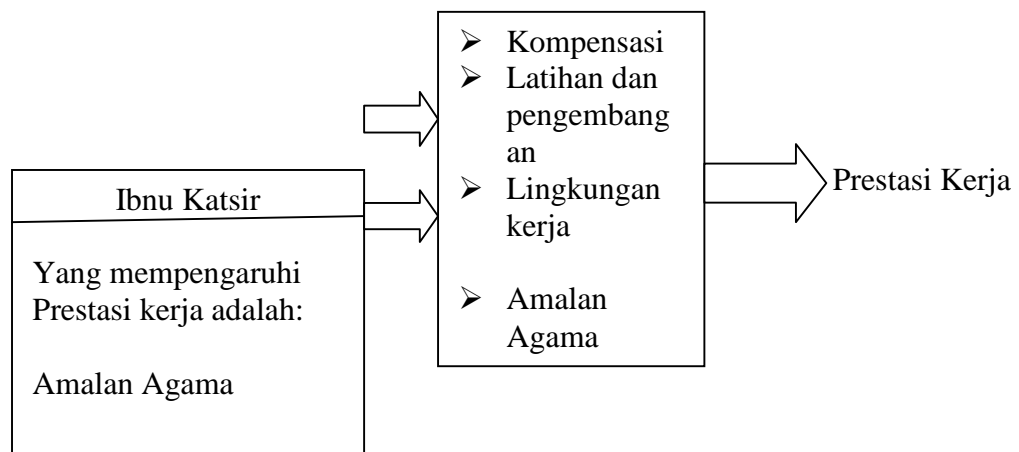 Ibnu Katsir
Yang mempengaruhi
Prestasi kerja adalah:
Amalan Agama
➢ Kompensasi
➢ Latihan dan
pengembang
an
➢ Lingkungan
kerja
➢ Amalan
Agama
Prestasi Kerja